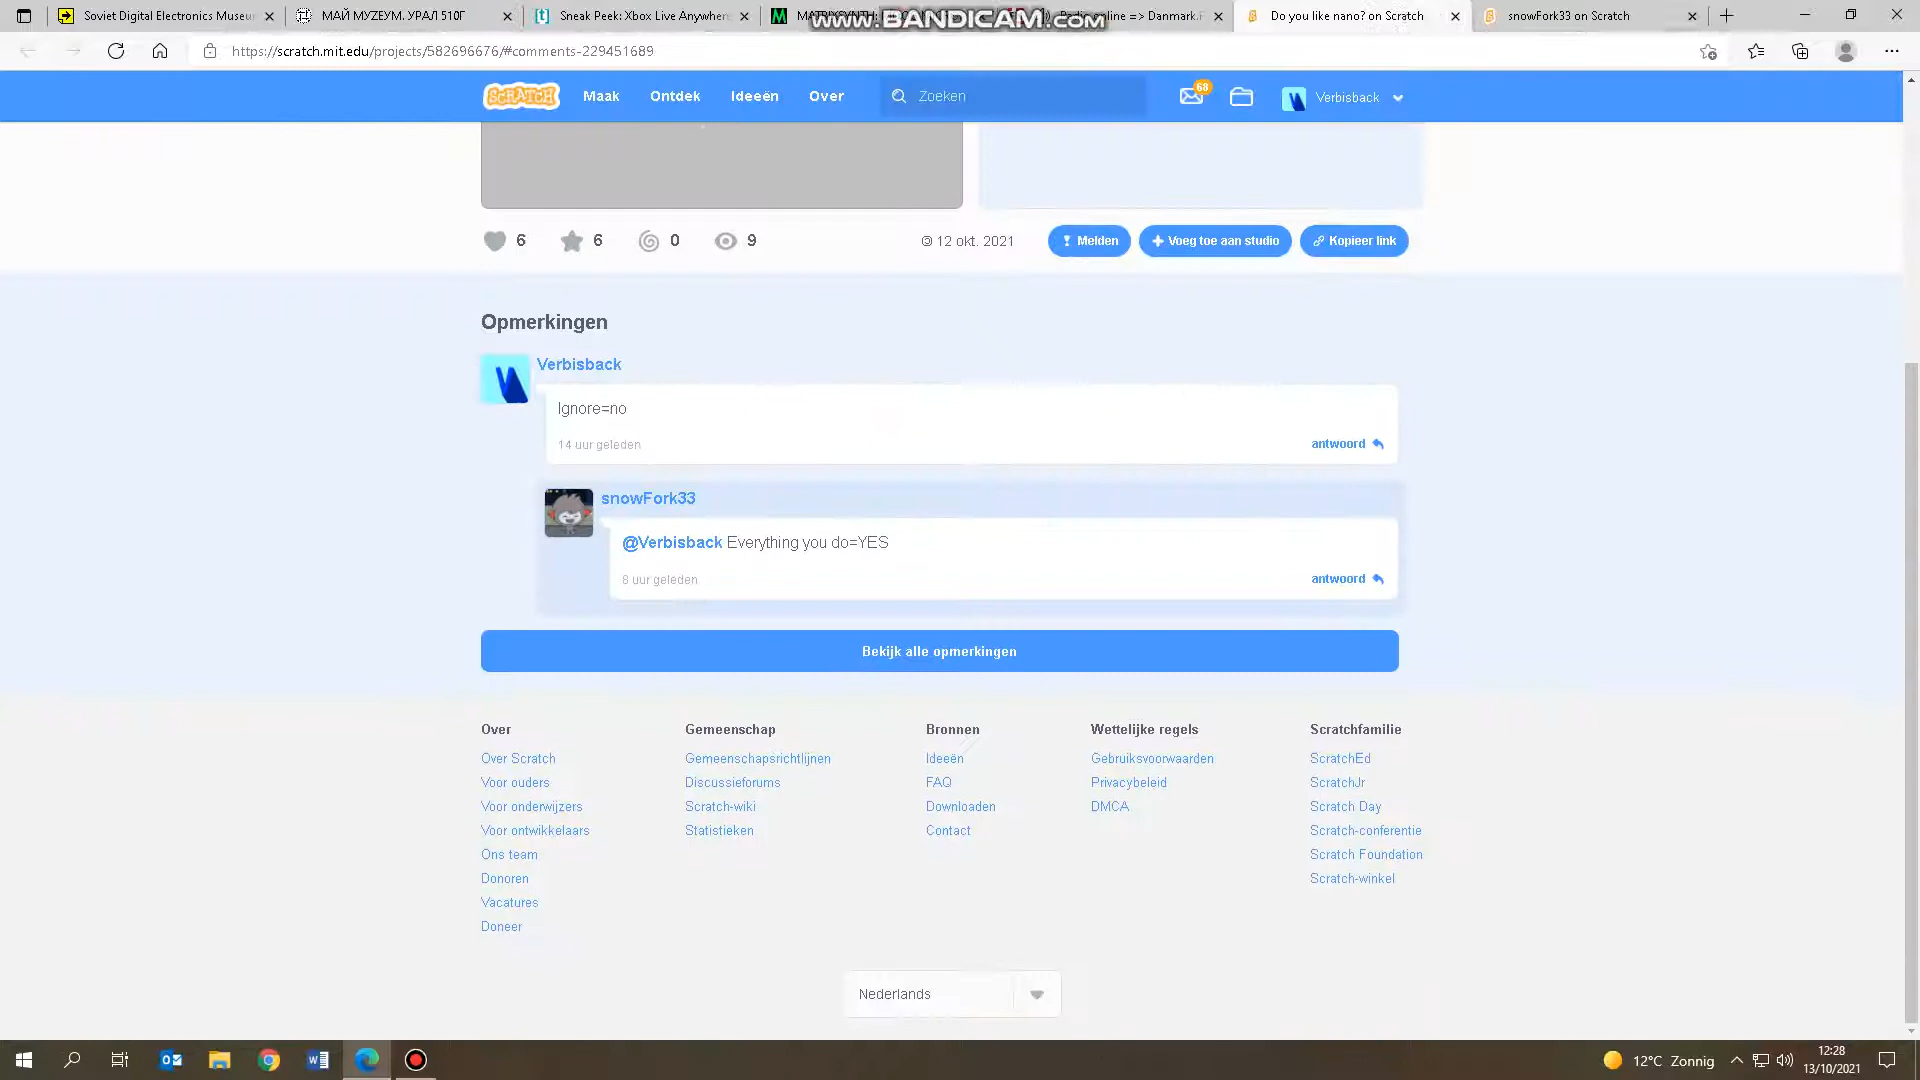 Soviet Digital Electronics Museum
МАЙ МУZЕУМ. УРАЛ 510Г
Sneak Peek: Xbox Live Anywhere
Do you like nano? on Scratch
snowFork33 on Scratch
www.BANDICAM.com
https://scratch.mit.edu/projects/582696676/#comments-229451689
SCRATCH
Maak
Ontdek
Ideeën
Over
Zoeken
68
Verbisback
6
6
0
9
© 12 okt. 2021
Melden
Voeg toe aan studio
Kopieer link
Opmerkingen
Verbisback
Ignore=no
14 uur geleden
antwoord
snowFork33
@Verbisback Everything you do=YES
8 uur geleden
antwoord
Bekijk alle opmerkingen
Over
Over Scratch
Voor ouders
Voor onderwijzers
Voor ontwikkelaars
Ons team
Donoren
Vacatures
Doneer
Gemeenschap
Gemeenschapsrichtlijnen
Discussieforums
Scratch-wiki
Statistieken
Bronnen
Ideeën
FAQ
Downloaden
Contact
Wettelijke regels
Gebruiksvoorwaarden
Privacybeleid
DMCA
Scratchfamilie
ScratchEd
ScratchJr
Scratch Day
Scratch-conferentie
Scratch Foundation
Scratch-winkel
Nederlands
12°C Zonnig
12:28
13/10/2021